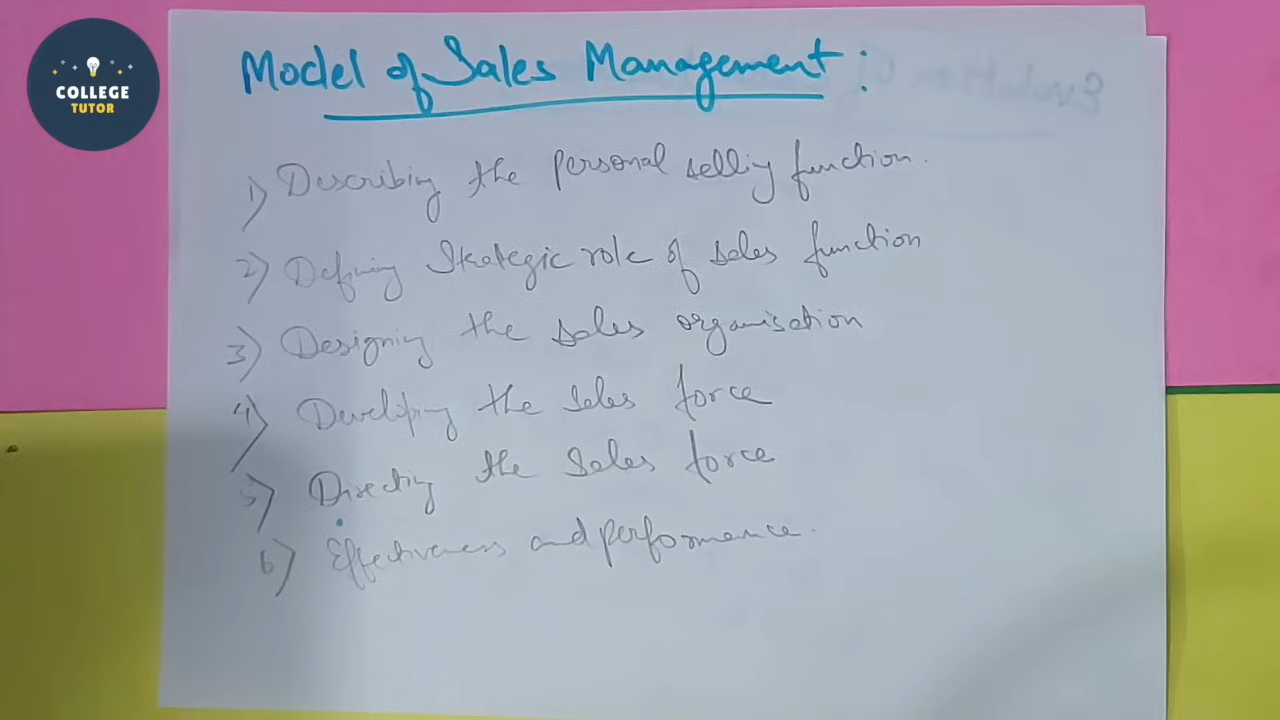 COLLEGE
TUTOR
Model of Sales Management:
1) Describing the personal selling function.
2) Defining Strategic role of sales function
3) Designing the sales organisation
4) Developing the sales force
5) Directing the Sales force
6) Effectiveness and performance.
Evolution of